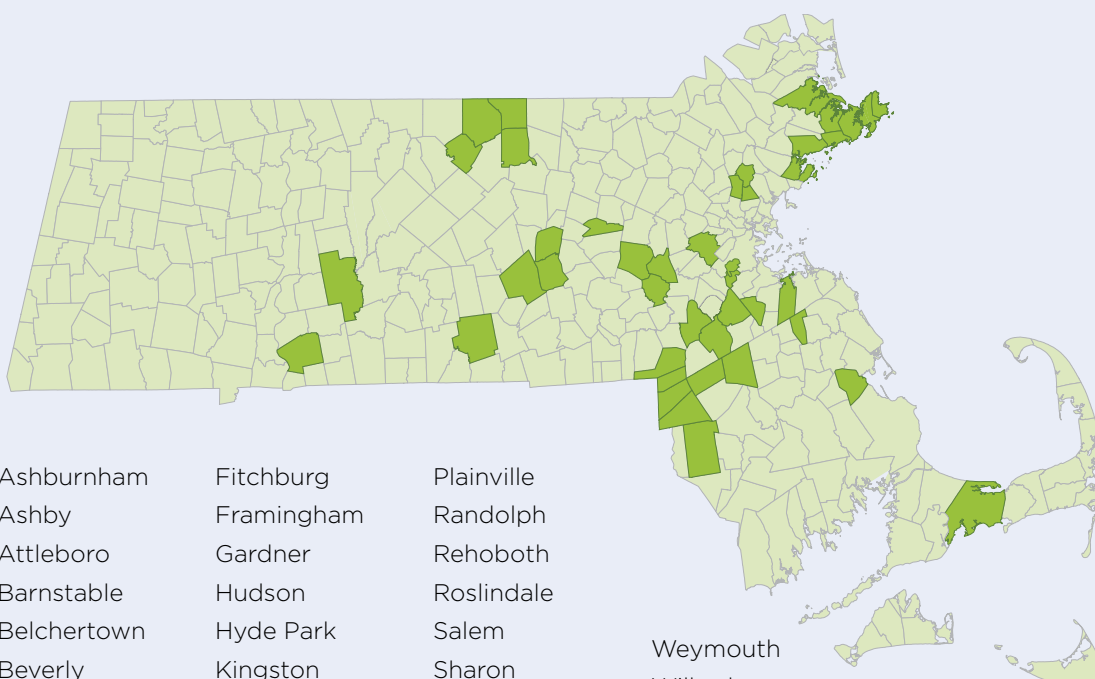 Ashburnham
Ashby
Attleboro
Barnstable
Belchertown
Beverly
Fitchburg
Framingham
Gardner
Hudson
Hyde Park
Kingston
Plainville
Randolph
Rehoboth
Roslindale
Salem
Sharon
Weymouth